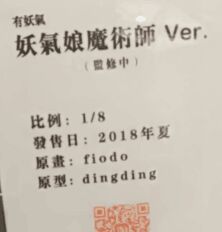 有妖氣
妖氣娘魔術師 Ver.
（監修中）
比例：1/8
發售日：2018年夏
原畫：fiodo
原型：dingding